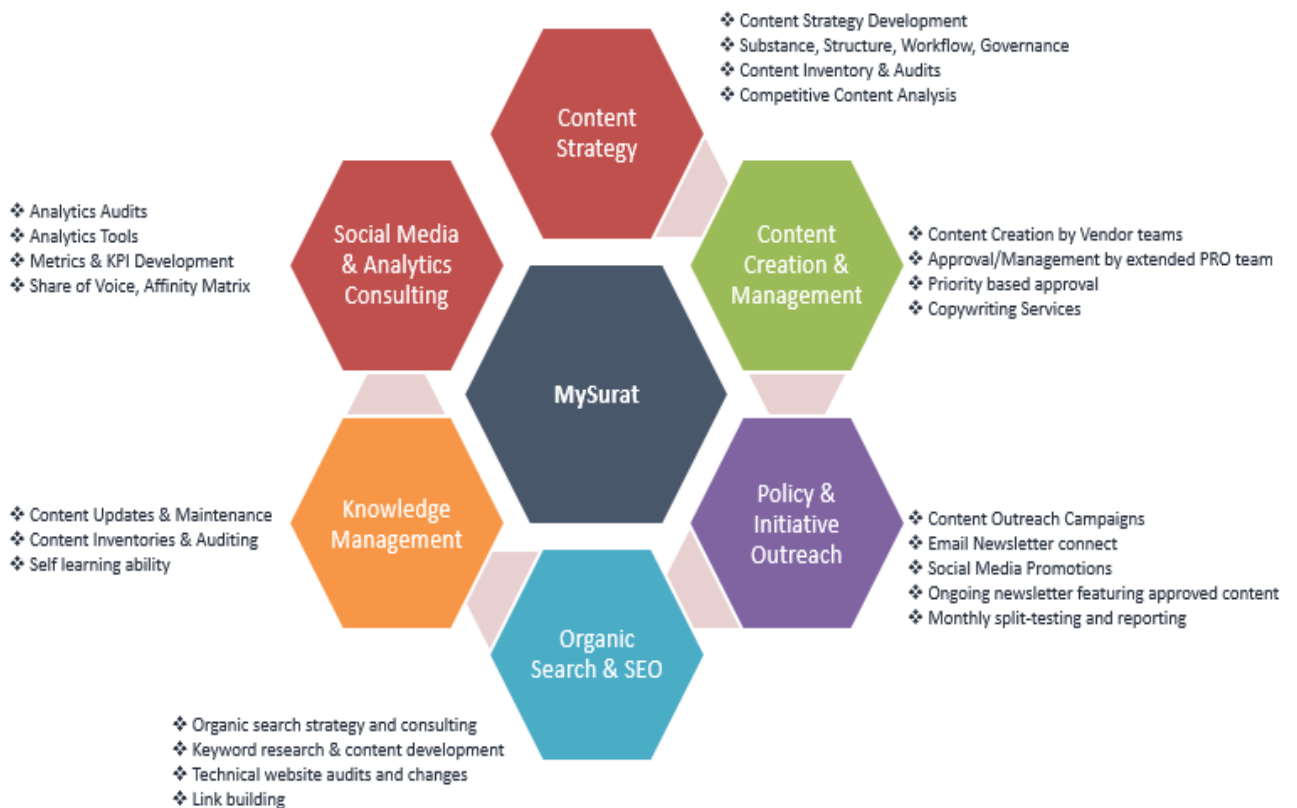 ❖ Content Strategy Development
❖ Substance, Structure, Workflow, Governance
❖ Content Inventory & Audits
❖ Competitive Content Analysis
Content
Strategy
Content
Creation &
Management
❖ Content Creation by Vendor teams
❖ Approval/Management by extended PRO team
❖ Priority based approval
❖ Copywriting Services
Policy &
Initiative
Outreach
❖ Content Outreach Campaigns
❖ Email Newsletter connect
❖ Social Media Promotions
❖ Ongoing newsletter featuring approved content
❖ Monthly split-testing and reporting
Organic
Search & SEO
❖ Organic search strategy and consulting
❖ Keyword research & content development
❖ Technical website audits and changes
❖ Link building
Knowledge
Management
❖ Content Updates & Maintenance
❖ Content Inventories & Auditing
❖ Self learning ability
Social Media
& Analytics
Consulting
❖ Analytics Audits
❖ Analytics Tools
❖ Metrics & KPI Development
❖ Share of Voice, Affinity Matrix
MySurat